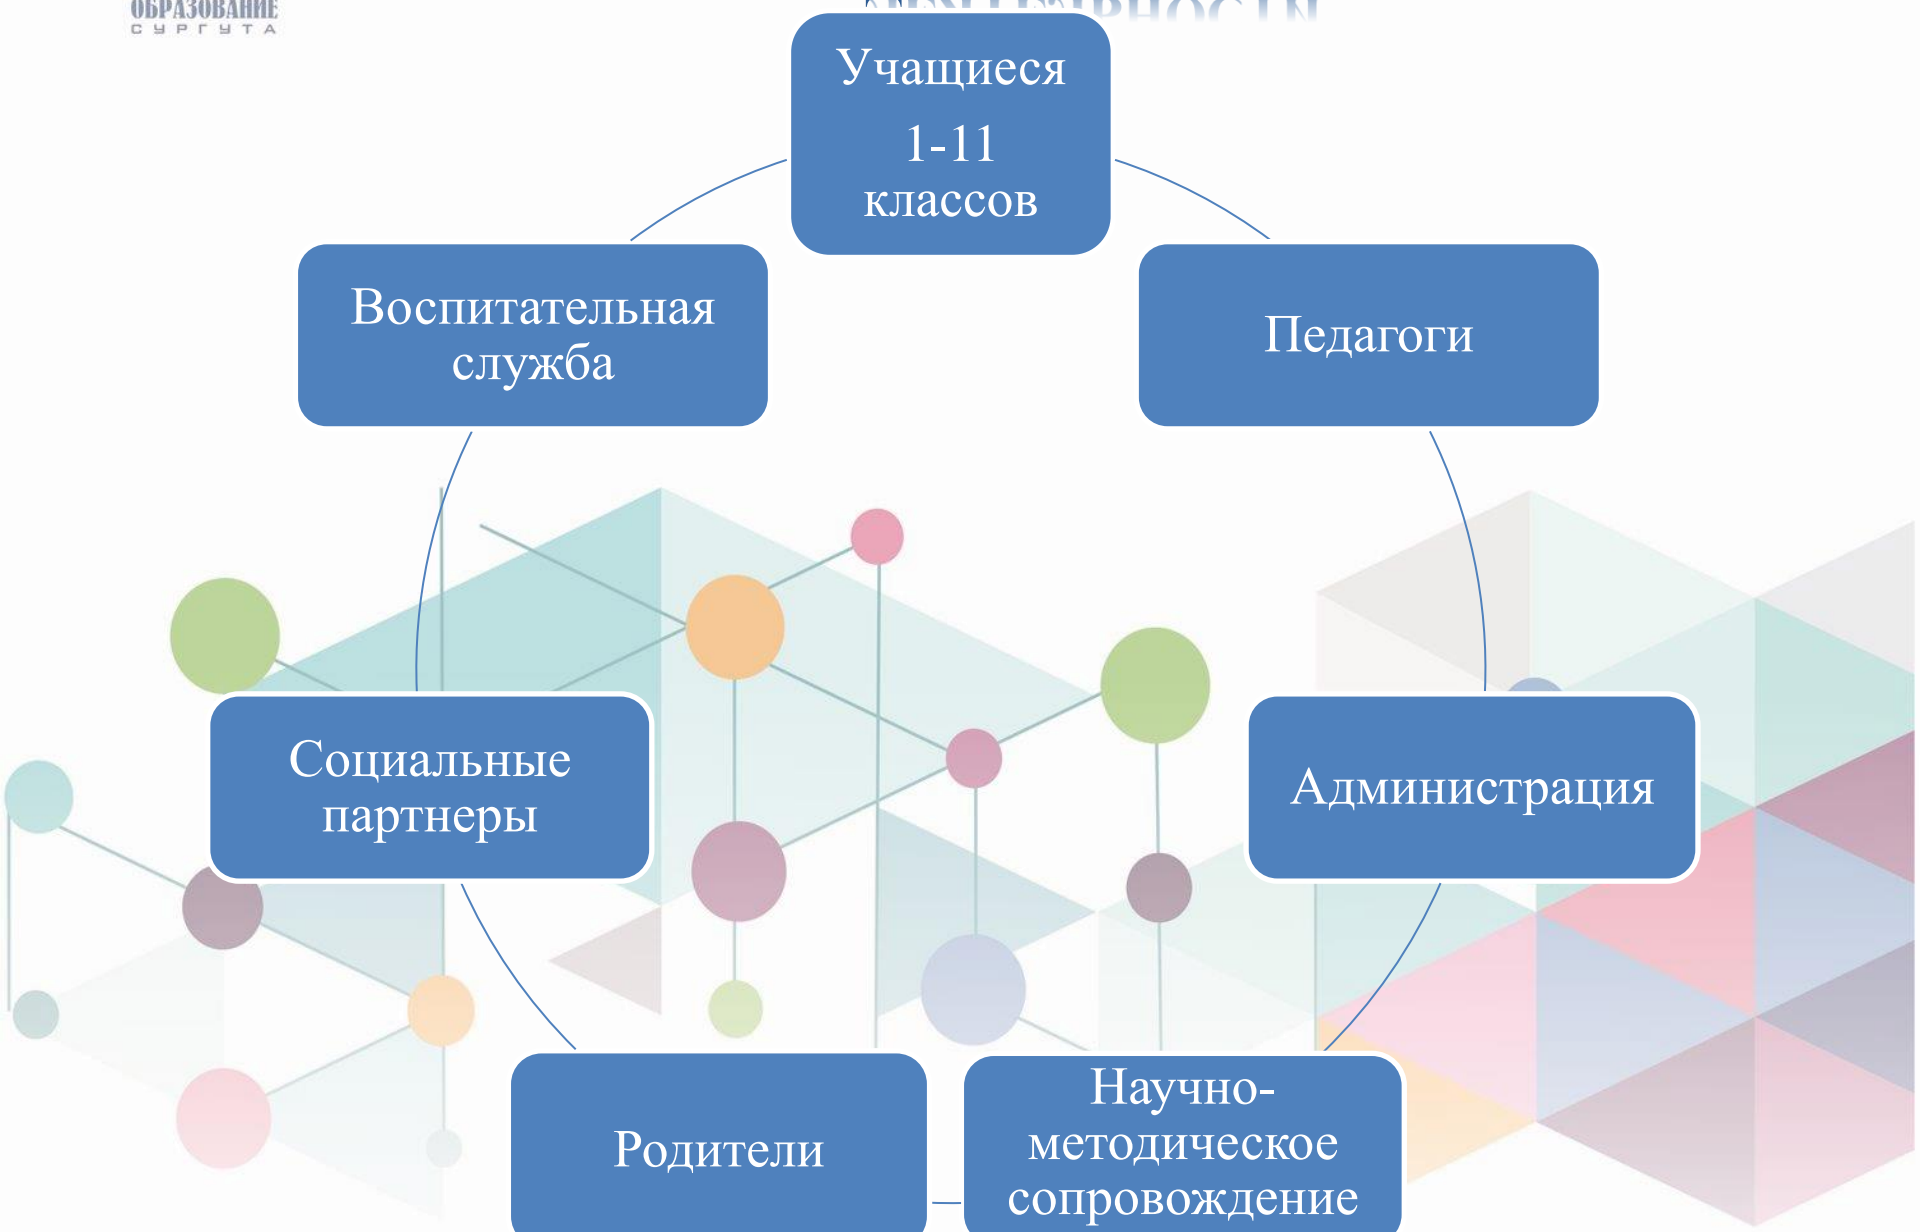 ОБРАЗОВАНИЕ
СУРГУТА
Учащиеся
1-11
классов
Воспитательная
служба
Педагоги
Социальные
партнеры
Администрация
Родители
Научно-
методическое
сопровождение